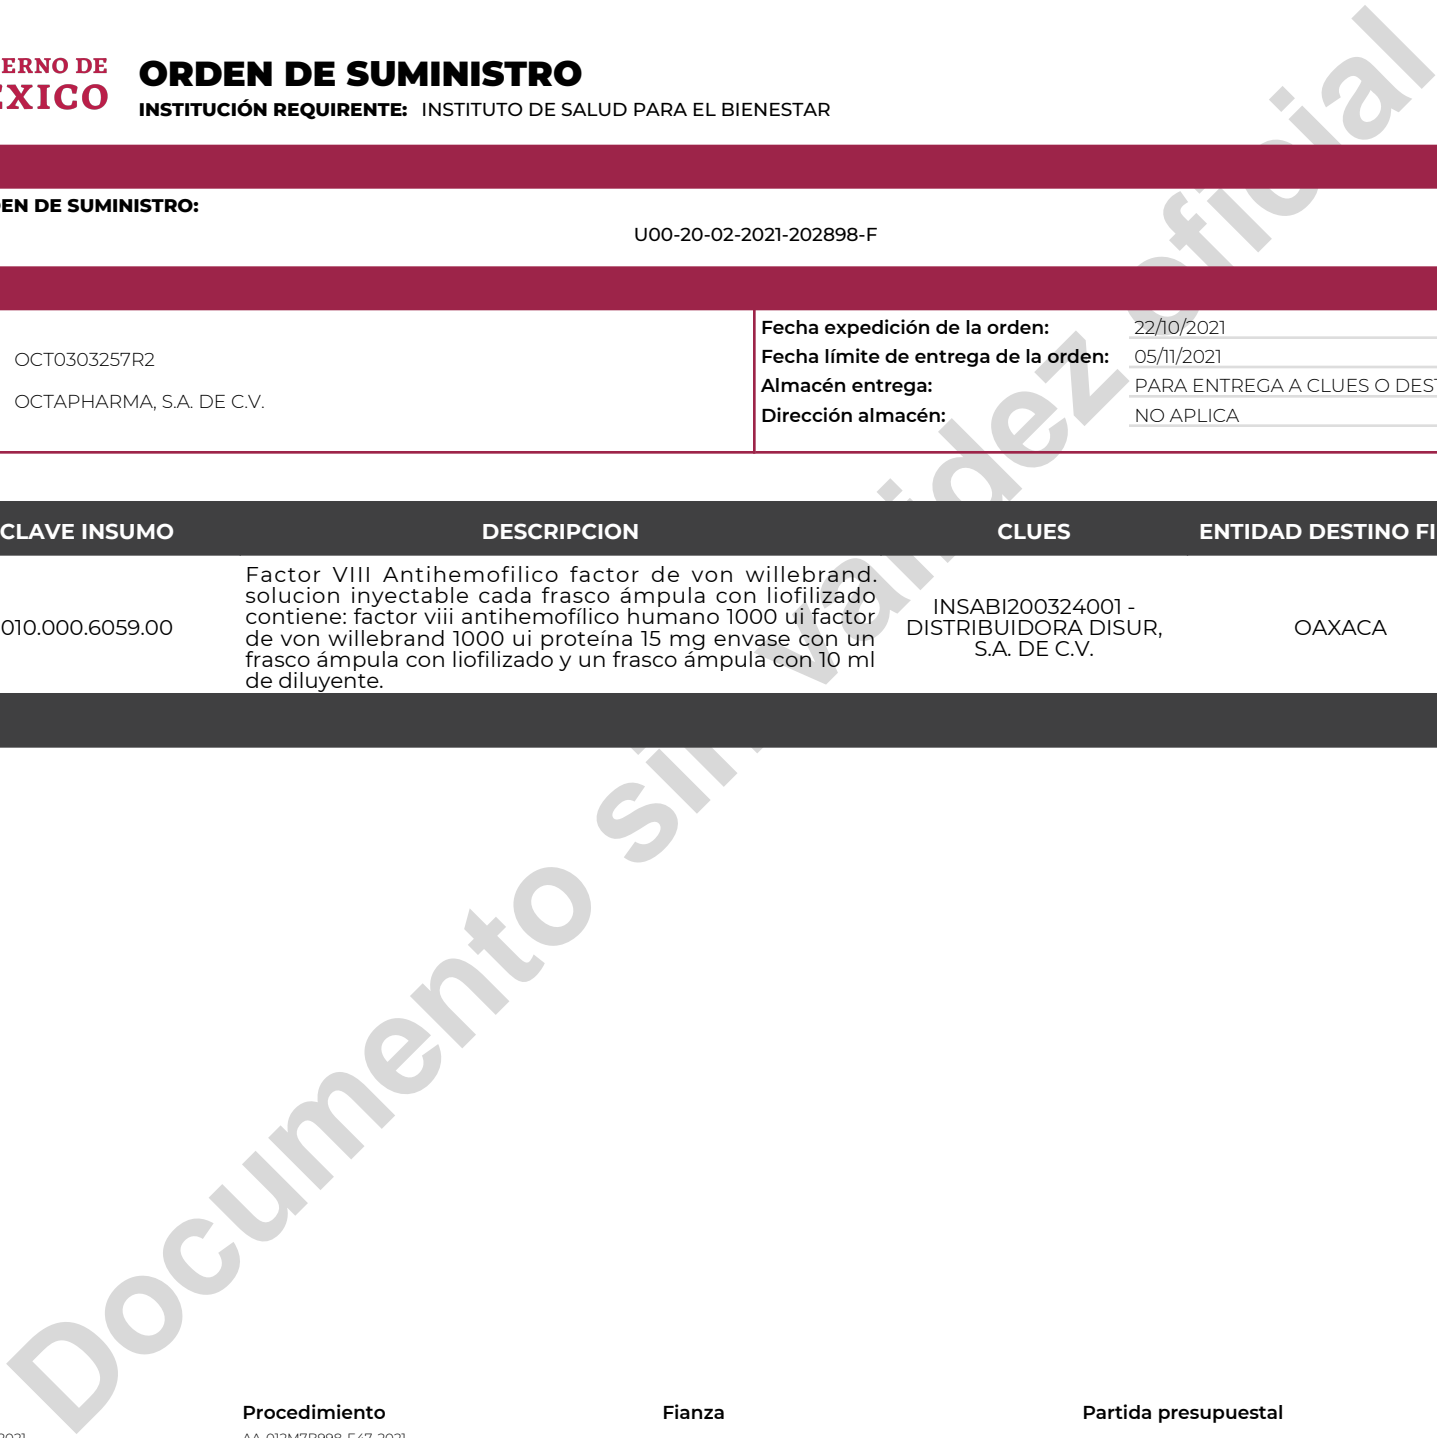 ERNO DE
EXICO
ORDEN DE SUMINISTRO
INSTITUCIÓN REQUIRENTE: INSTITUTO DE SALUD PARA EL BIENESTAR
EN DE SUMINISTRO:
U00-20-02-2021-202898-F
OCT0303257R2
OCTAPHARMA, S.A. DE C.V.
Fecha expedición de la orden: 22/10/2021
Fecha límite de entrega de la orden: 05/11/2021
Almacén entrega: PARA ENTREGA A CLUES O DEST
Dirección almacén: NO APLICA
CLAVE INSUMO DESCRIPCION CLUES ENTIDAD DESTINO FI
010.000.6059.00
Factor VIII Antihemofilico factor de von willebrand.
solucion inyectable cada frasco ámpula con liofilizado
contiene: factor viii antihemofílico humano 1000 ui factor
de von willebrand 1000 ui proteína 15 mg envase con un
frasco ámpula con liofilizado y un frasco ámpula con 10 ml
de diluyente.
INSABI200324001 -
DISTRIBUIDORA DISUR,
S.A. DE C.V.
OAXACA
Documento sin validez oficial
Procedimiento Fianza Partida presupuestal